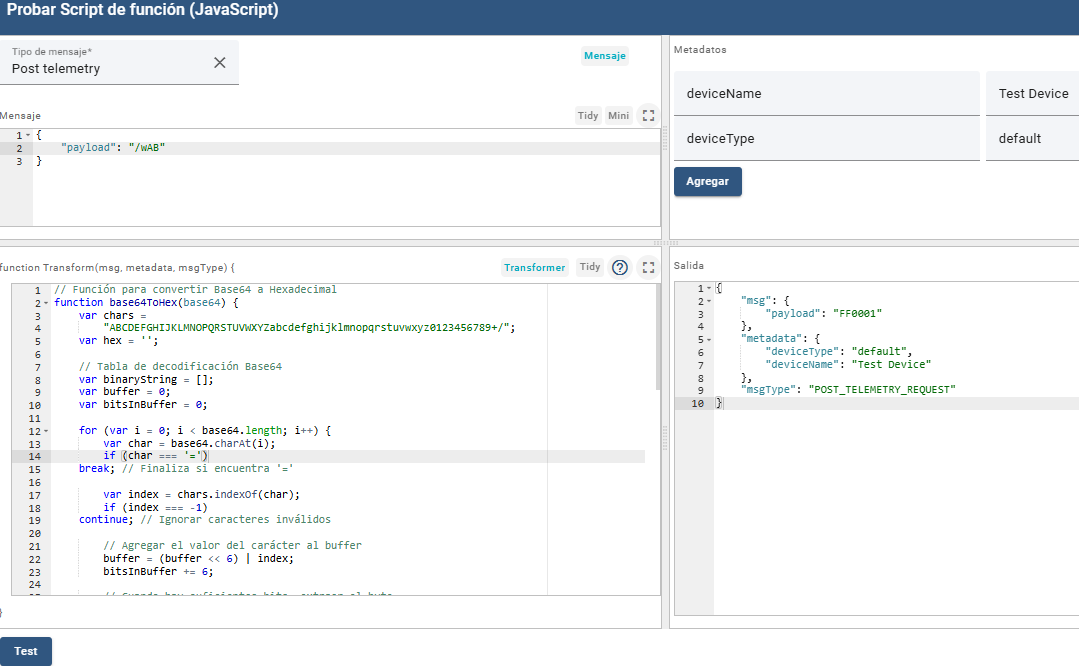 Probar Script de función (JavaScript)
Tipo de mensaje*
Post telemetry
Mensaje
Mensaje
Tidy Mini
1 {
2 "payload": "/wAB"
3 }
Metadatos
deviceName Test Device
deviceType default
Agregar
function Transform(msg, metadata, msgType) {
Transformer Tidy
1 // Función para convertir Base64 a Hexadecimal
2 function base64ToHex(base64) {
3 var chars =
4 "ABCDEFGHIJKLMNOPQRSTUVWXYZabcdefghijklmnopqrstuvwxyz0123456789+/";
5 var hex = '';
6
7 // Tabla de decodificación Base64
8 var binaryString = [];
9 var buffer = 0;
10 var bitsInBuffer = 0;
11
12 for (var i = 0; i < base64.length; i++) {
13 var char = base64.charAt(i);
14 if (char === '=')
15 break; // Finaliza si encuentra '='
16
17 var index = chars.indexOf(char);
18 if (index === -1)
19 continue; // Ignorar caracteres inválidos
20
21 // Agregar el valor del carácter al buffer
22 buffer = (buffer << 6) | index;
23 bitsInBuffer += 6;
24
}
Test
Salida
1 {
2 "msg": {
3 "payload": "FF0001"
4 },
5 "metadata": {
6 "deviceType": "default",
7 "deviceName": "Test Device"
8 },
9 "msgType": "POST_TELEMETRY_REQUEST"
10 }